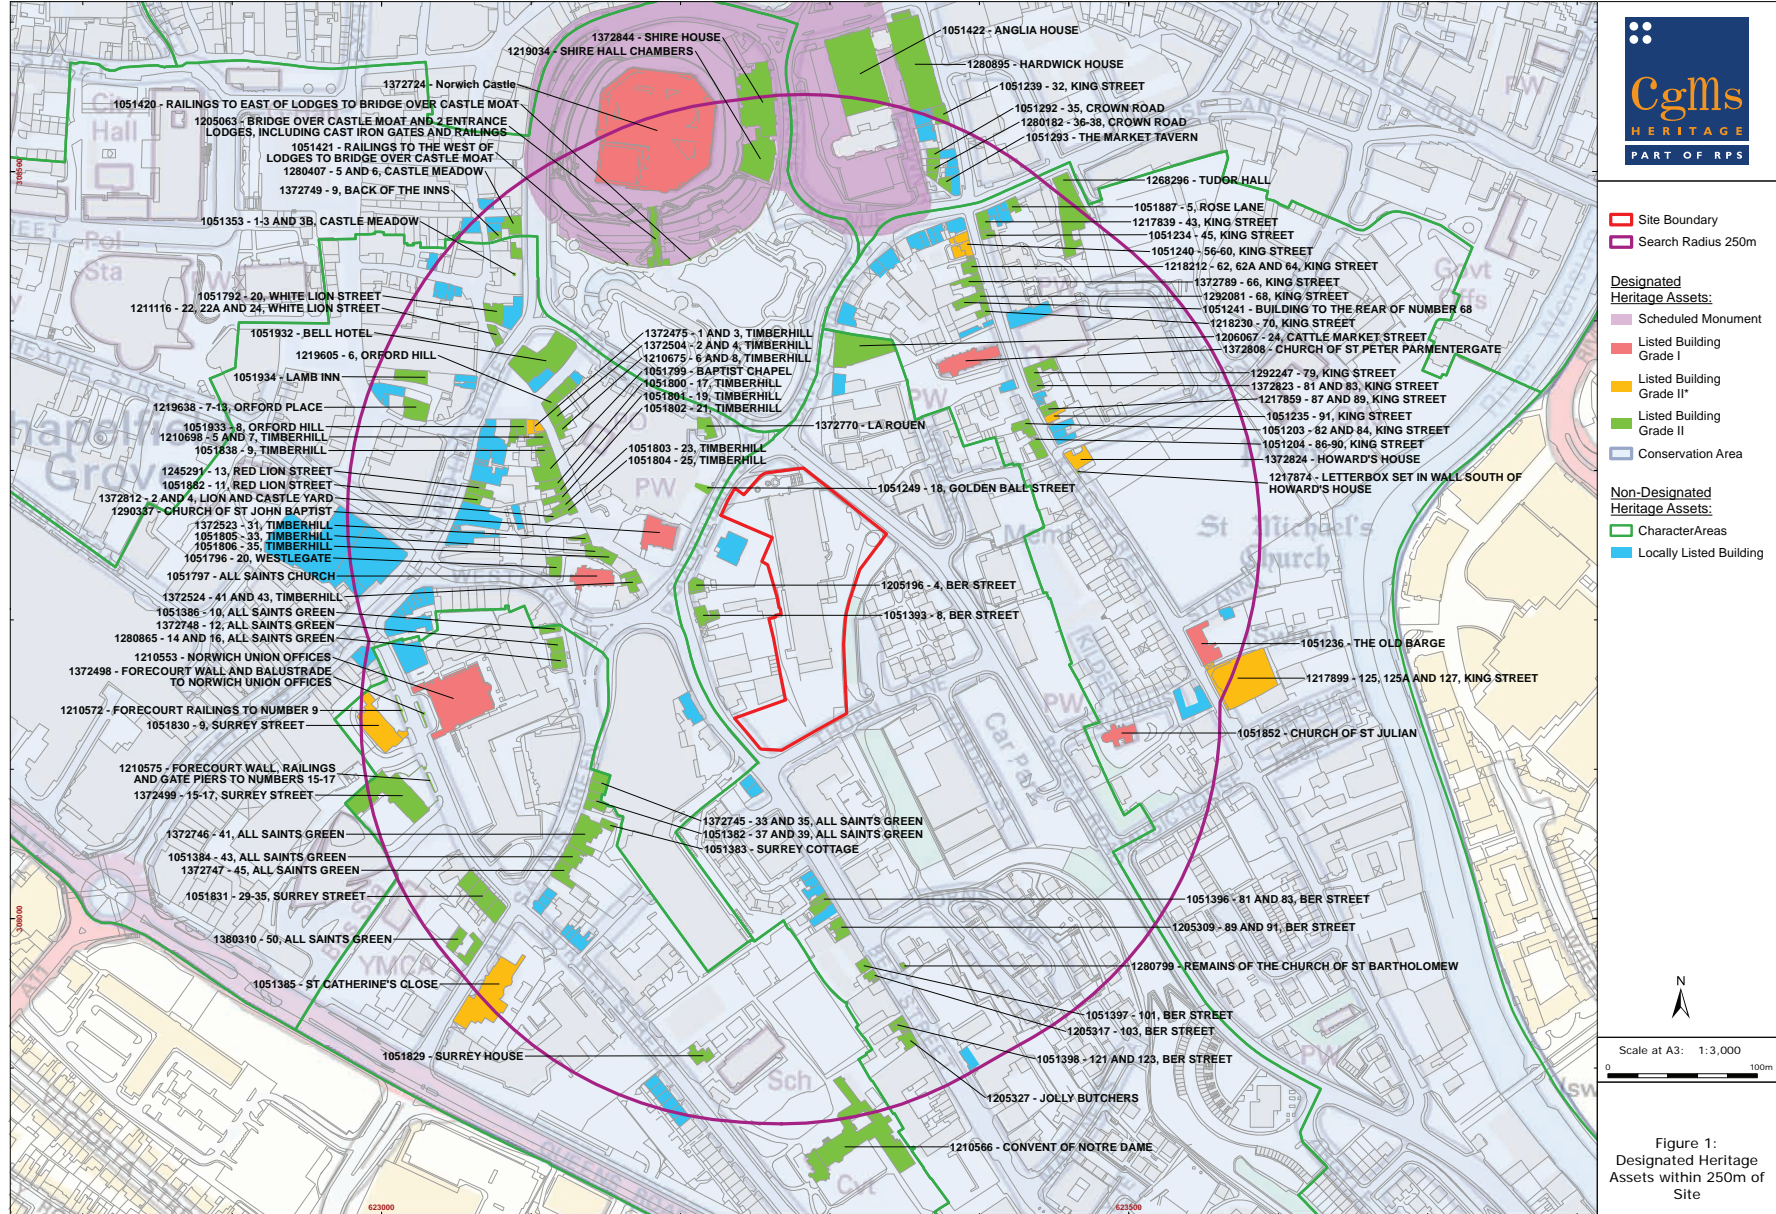 1372844 - SHIRE HOUSE
1219034 - SHIRE HALL CHAMBERS
1372724 - Norwich Castle
1051420 - RAILINGS TO EAST OF LODGES TO BRIDGE OVER CASTLE MOAT
1205063 - BRIDGE OVER CASTLE MOAT AND 2 ENTRANCE
LODGES, INCLUDING CAST IRON GATES AND RAILINGS
1051421 - RAILINGS TO THE WEST OF
LODGES TO BRIDGE OVER CASTLE MOAT
1280407 - 5 AND 6, CASTLE MEADOW
1372749 - 9, BACK OF THE INNS
1051353 - 1-3 AND 3B, CASTLE MEADOW
1051792 - 20, WHITE LION STREET
1211116 - 22, 22A AND 24, WHITE LION STREET
1051932 - BELL HOTEL
1219605 - 6, ORFORD HILL
1051934 - LAMB INN
1219638 - 7-13, ORFORD PLACE
1051933 - 8, ORFORD HILL
1210698 - 5 AND 7, TIMBERHILL
1051838 - 9, TIMBERHILL
1245291 - 13, RED LION STREET
1051882 - 11, RED LION STREET
1372812 - 2 AND 4, LION AND CASTLE YARD
1290337 - CHURCH OF ST JOHN BAPTIST
1372523 - 31, TIMBERHILL
1051805 - 33, TIMBERHILL
1051806 - 35, TIMBERHILL
1051796 - 20, WESTLEGATE
1051797 - ALL SAINTS CHURCH
1372524 - 41 AND 43, TIMBERHILL
1051386 - 10, ALL SAINTS GREEN
1372748 - 12, ALL SAINTS GREEN
1280865 - 14 AND 16, ALL SAINTS GREEN
1210553 - NORWICH UNION OFFICES
1372498 - FORECOURT WALL AND BALUSTRADE
TO NORWICH UNION OFFICES
1210572 - FORECOURT RAILINGS TO NUMBER 9
1051830 - 9, SURREY STREET
1210575 - FORECOURT WALL, RAILINGS
AND GATE PIERS TO NUMBERS 15-17
1372499 - 15-17, SURREY STREET
1372746 - 41, ALL SAINTS GREEN
1051384 - 43, ALL SAINTS GREEN
1372747 - 45, ALL SAINTS GREEN
1051831 - 29-35, SURREY STREET
1380310 - 50, ALL SAINTS GREEN
1051385 - ST CATHERINE'S CLOSE
1051829 - SURREY HOUSE
1372475 - 1 AND 3, TIMBERHILL
1372504 - 2 AND 4, TIMBERHILL
1210675 - 6 AND 8, TIMBERHILL
1051799 - BAPTIST CHAPEL
1051800 - 17, TIMBERHILL
1051801 - 19, TIMBERHILL
1051802 - 21, TIMBERHILL
1051803 - 23, TIMBERHILL
1051804 - 25, TIMBERHILL
1372770 - LA ROUEN
1051249 - 18, GOLDEN BALL STREET
1205196 - 4, BER STREET
1051393 - 8, BER STREET
1372745 - 33 AND 35, ALL SAINTS GREEN
1051382 - 37 AND 39, ALL SAINTS GREEN
1051383 - SURREY COTTAGE
1051422 - ANGLIA HOUSE
1280895 - HARDWICK HOUSE
1051239 - 32, KING STREET
1051292 - 35, CROWN ROAD
1280182 - 36-38, CROWN ROAD
1051293 - THE MARKET TAVERN
1268296 - TUDOR HALL
1051887 - 5, ROSE LANE
1217839 - 43, KING STREET
1051234 - 45, KING STREET
1051240 - 56-60, KING STREET
1218212 - 62, 62A AND 64, KING STREET
1372789 - 66, KING STREET
1292081 - 68, KING STREET
1051241 - BUILDING TO THE REAR OF NUMBER 68
1218230 - 70, KING STREET
1206067 - 24, CATTLE MARKET STREET
1372808 - CHURCH OF ST PETER PARMENTERGATE
1292247 - 79, KING STREET
1372823 - 81 AND 83, KING STREET
1217859 - 87 AND 89, KING STREET
1051235 - 91, KING STREET
1051203 - 82 AND 84, KING STREET
1051204 - 86-90, KING STREET
1372824 - HOWARD'S HOUSE
1217874 - LETTERBOX SET IN WALL SOUTH OF
HOWARD'S HOUSE
1051236 - THE OLD BARGE
1217899 - 125, 125A AND 127, KING STREET
1051852 - CHURCH OF ST JULIAN
1051396 - 81 AND 83, BER STREET
1205309 - 89 AND 91, BER STREET
1280799 - REMAINS OF THE CHURCH OF ST BARTHOLOMEW
1051397 - 101, BER STREET
1205317 - 103, BER STREET
1051398 - 121 AND 123, BER STREET
1205327 - JOLLY BUTCHERS
1210566 - CONVENT OF NOTRE DAME
City
Hall
Pol
Sta
PW
PW
PW
PW
PW
PW
St Michael's
Church
Car Park
YMCA
Sch
Cvt
308500
308000
623000
623500
CgMs
HERITAGE
PART OF RPS
Site Boundary
Search Radius 250m
Designated
Heritage Assets:
Scheduled Monument
Listed Building
Grade I
Listed Building
Grade II*
Listed Building
Grade II
Conservation Area
Non-Designated
Heritage Assets:
CharacterAreas
Locally Listed Building
N
Scale at A3: 1:3,000
0 100m
Figure 1:
Designated Heritage
Assets within 250m of
Site